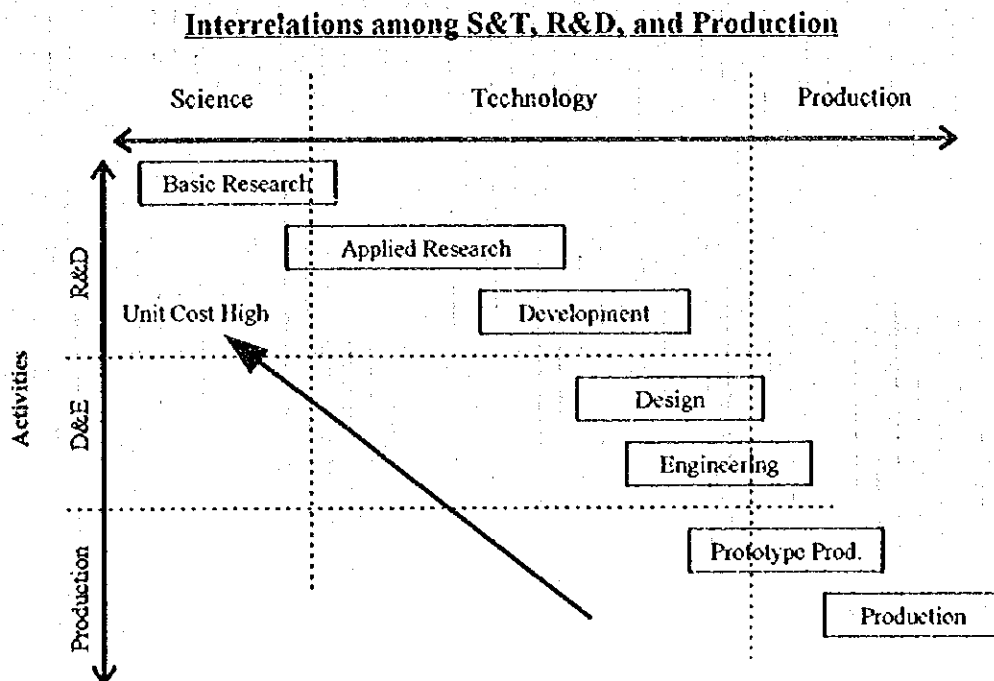 Interrelations among S&T, R&D, and Production
Science
Technology
Production
Basic Research
Applied Research
R&D
Unit Cost High
Development
Activities
D&E
Design
Engineering
Production
Prototype Prod.
Production